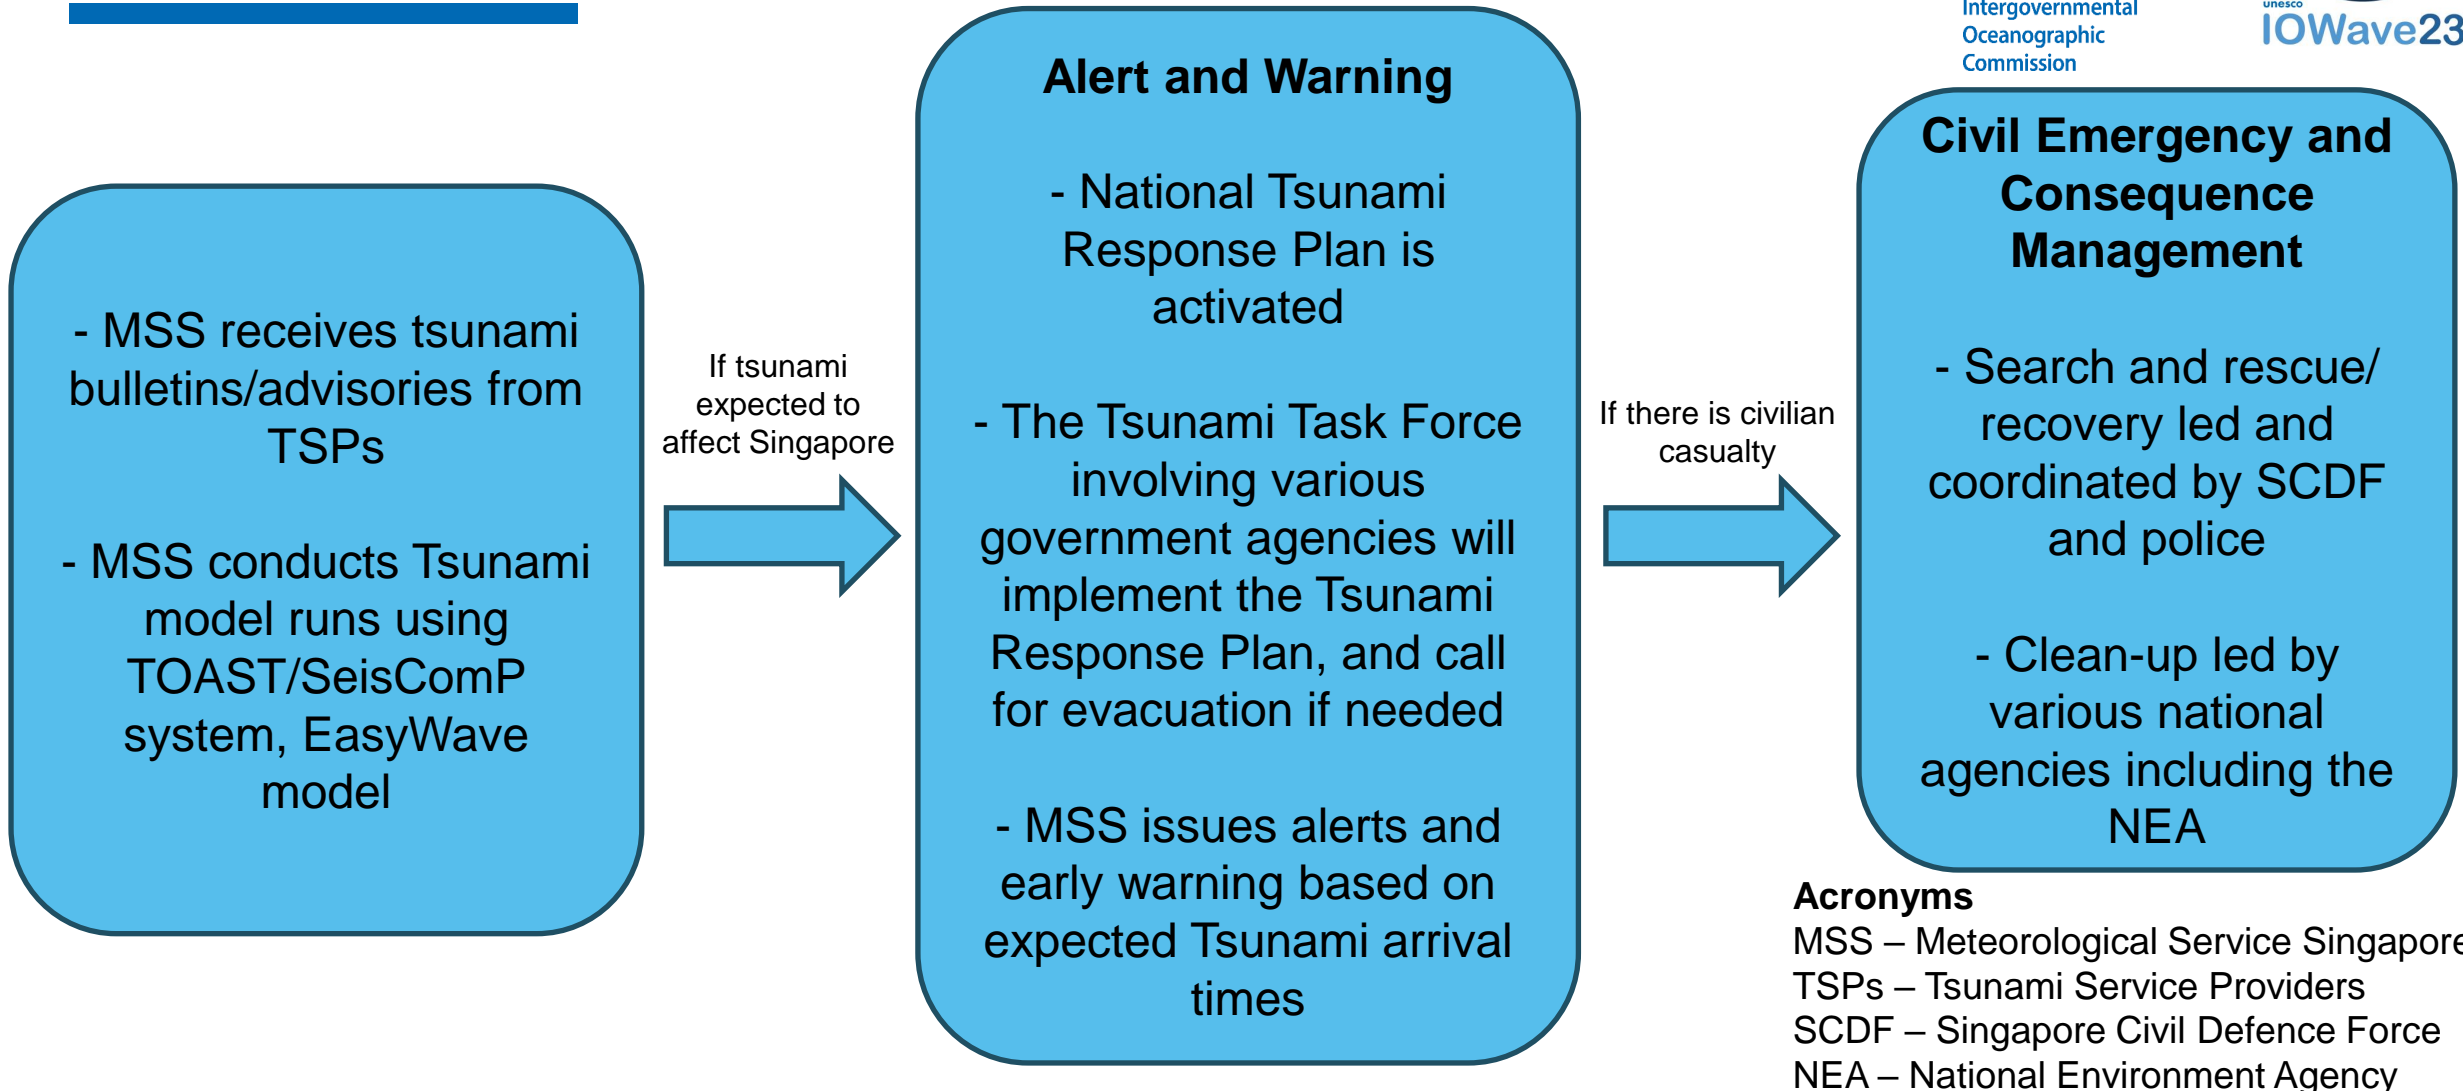 Intergovernmental
Oceanographic
Commission
unesco
IOWave23
- MSS receives tsunami
bulletins/advisories from
TSPs
- MSS conducts Tsunami
model runs using
TOAST/SeisComP
system, EasyWave
model
If tsunami
expected to
affect Singapore
Alert and Warning
- National Tsunami
Response Plan is
activated
- The Tsunami Task Force
involving various
government agencies will
implement the Tsunami
Response Plan, and call
for evacuation if needed
- MSS issues alerts and
early warning based on
expected Tsunami arrival
times
If there is civilian
casualty
Civil Emergency and
Consequence
Management
- Search and rescue/
recovery led and
coordinated by SCDF
and police
- Clean-up led by
various national
agencies including the
NEA
Acronyms
MSS – Meteorological Service Singapore
TSPs – Tsunami Service Providers
SCDF – Singapore Civil Defence Force
NEA – National Environment Agency